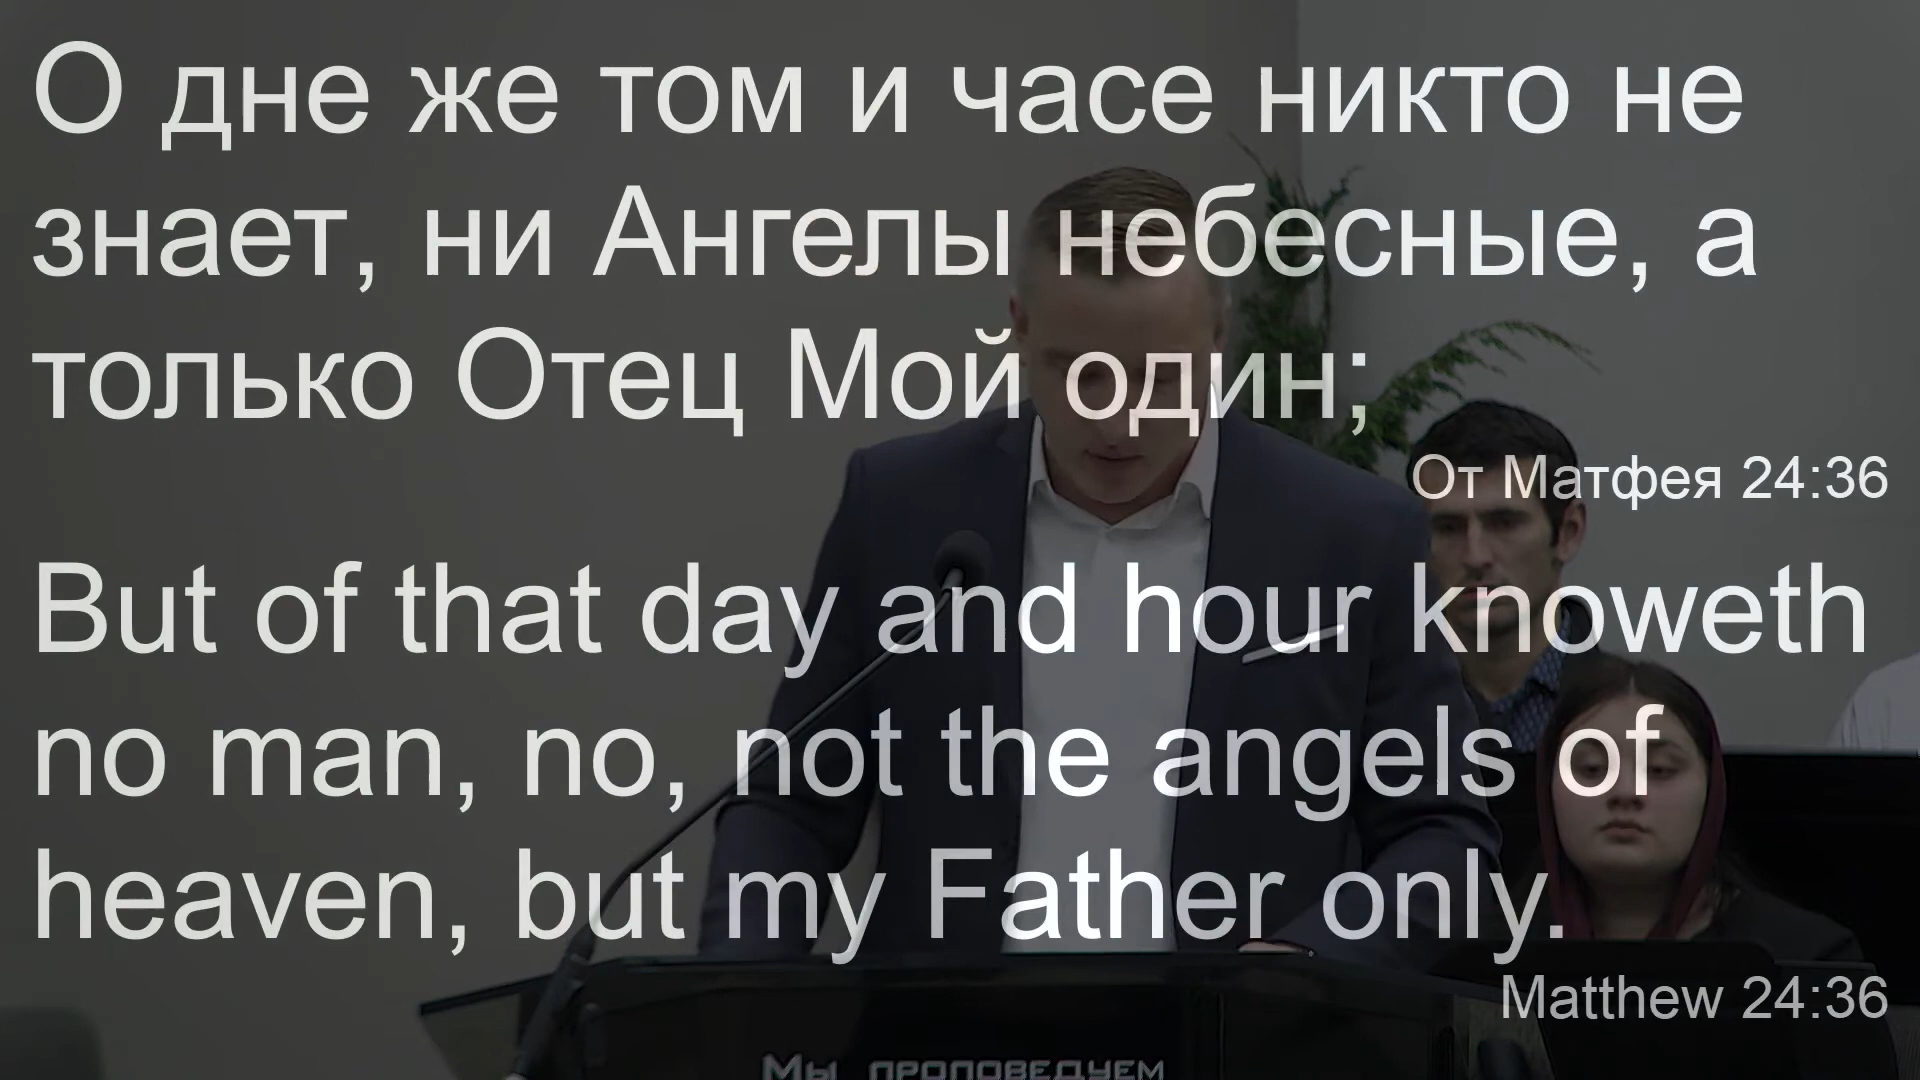 О дне же том и часе никто не
знает, ни Ангелы небесные, а
только Отец Мой один;
От Матфея 24:36
But of that day and hour knoweth
no man, no, not the angels of
heaven, but my Father only.
Matthew 24:36
Мы проповедуем